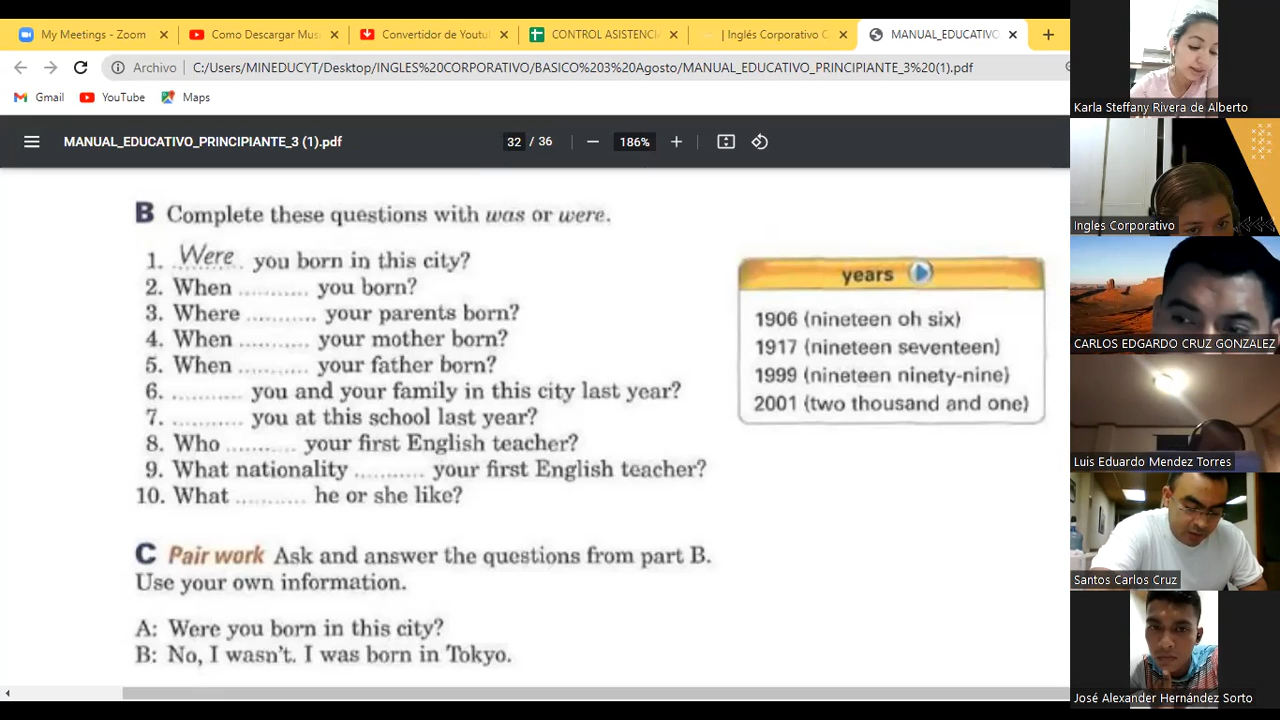 My Meetings - Zoom
Como Descargar Mus
Convertidor de Youtu
CONTROL ASISTENCI
| Inglés Corporativo C
MANUAL_EDUCATIVO
Archivo
C:/Users/MINEDUCYT/Desktop/INGLES%20CORPORATIVO/BASICO%203%20Agosto/MANUAL_EDUCATIVO_PRINCIPIANTE_3%20(1).pdf
Gmail
YouTube
Maps
MANUAL_EDUCATIVO_PRINCIPIANTE_3 (1).pdf
32 / 36
186%
B Complete these questions with was or were.
1. Were you born in this city?
2. When .......... you born?
3. Where .......... your parents born?
4. When .......... your mother born?
5. When .......... your father born?
6. .......... you and your family in this city last year?
7. .......... you at this school last year?
8. Who .......... your first English teacher?
9. What nationality .......... your first English teacher?
10. What .......... he or she like?
years
1906 (nineteen oh six)
1917 (nineteen seventeen)
1999 (nineteen ninety-nine)
2001 (two thousand and one)
C Pair work Ask and answer the questions from part B.
Use your own information.
A: Were you born in this city?
B: No, I wasn't. I was born in Tokyo.
Karla Steffany Rivera de Alberto
Ingles Corporativo
CARLOS EDGARDO CRUZ GONZALEZ
Luis Eduardo Mendez Torres
Santos Carlos Cruz
José Alexander Hernández Sorto